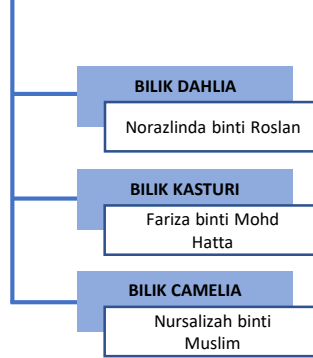 BILIK DAHLIA
Norazlinda binti Roslan
BILIK KASTURI
Fariza binti Mohd
Hatta
BILIK CAMELIA
Nursalizah binti
Muslim